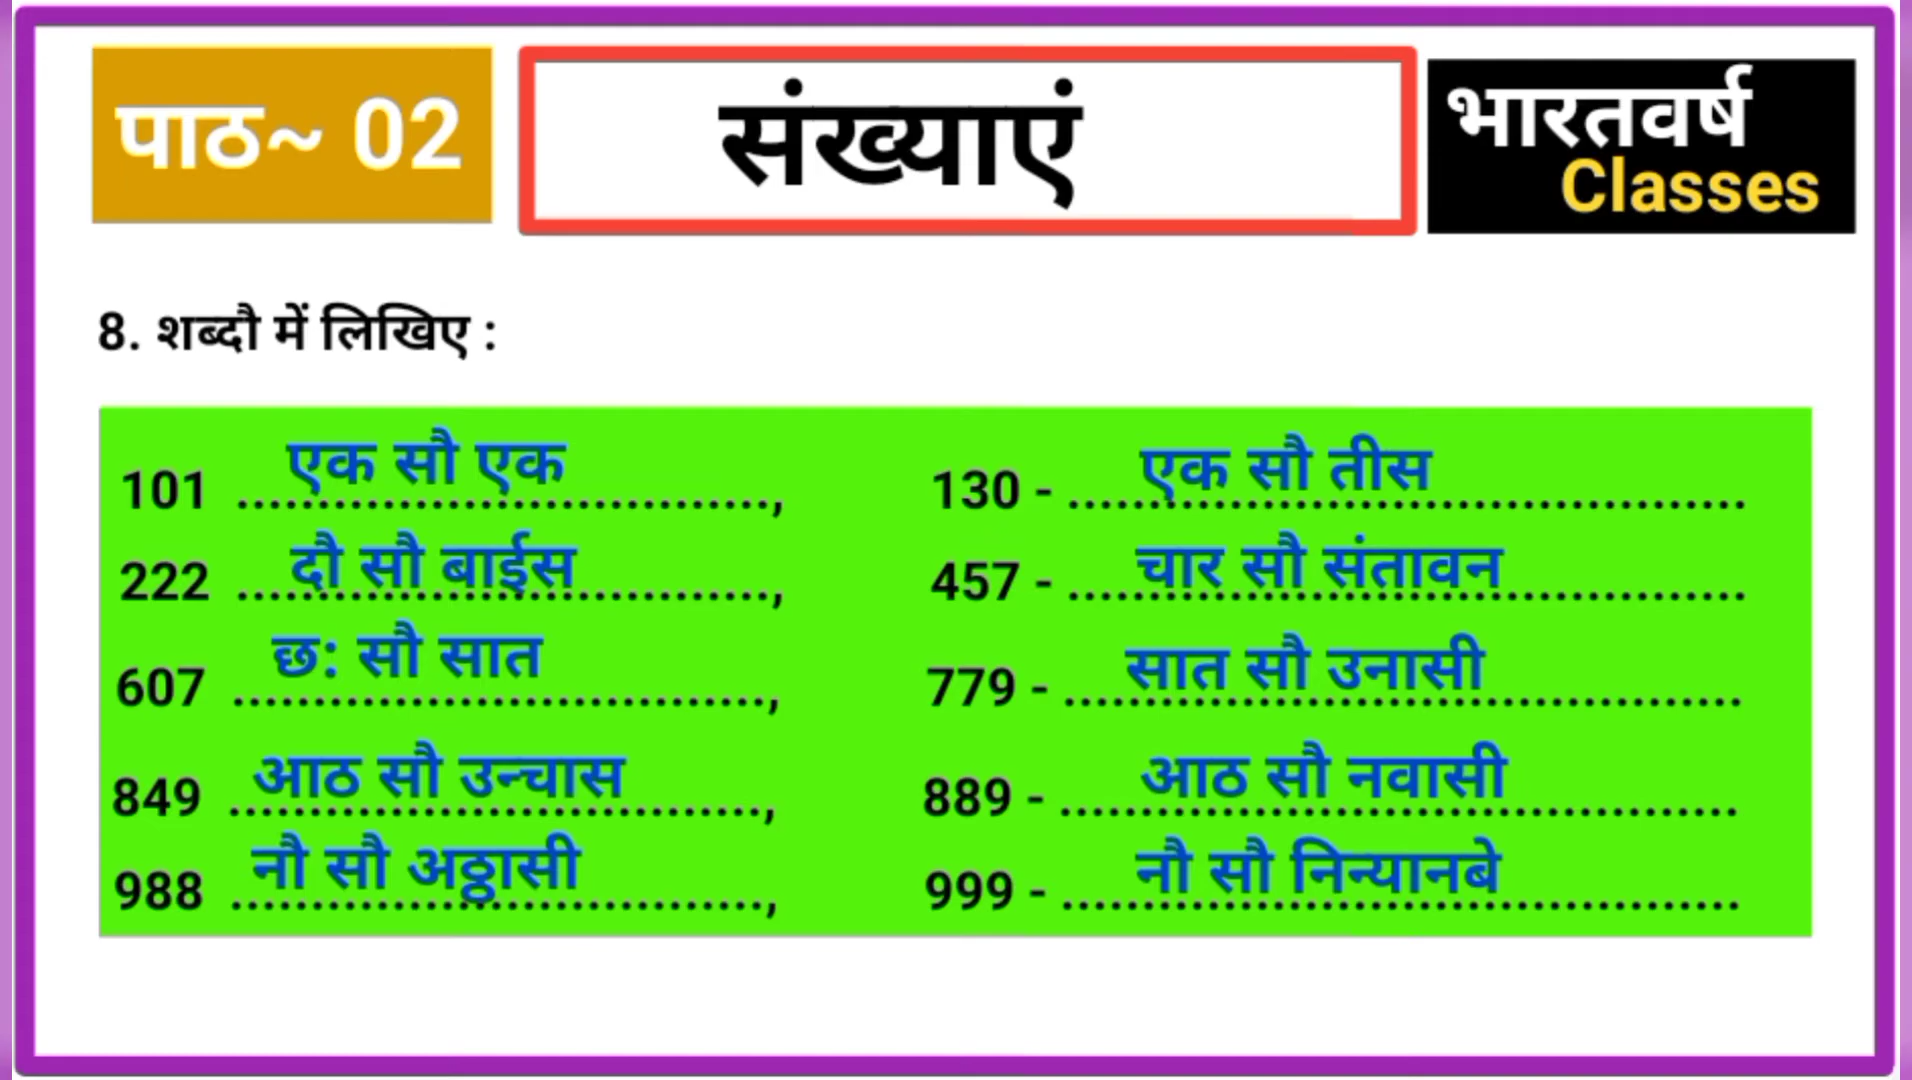 पाठ~ 02
संख्याएं
भारतवर्ष
Classes
8. शब्दौ में लिखिए :
101 एक सौ एक.................................,
130 - एक सौ तीस..........................................
222 दौ सौ बाईस.................................,
457 - चार सौ संतावन..........................................
607 छ: सौ सात.................................,
779 - सात सौ उनासी..........................................
849 आठ सौ उन्चास.................................,
889 - आठ सौ नवासी..........................................
988 नौ सौ अठ्ठासी.................................,
999 - नौ सौ निन्यानबे..........................................